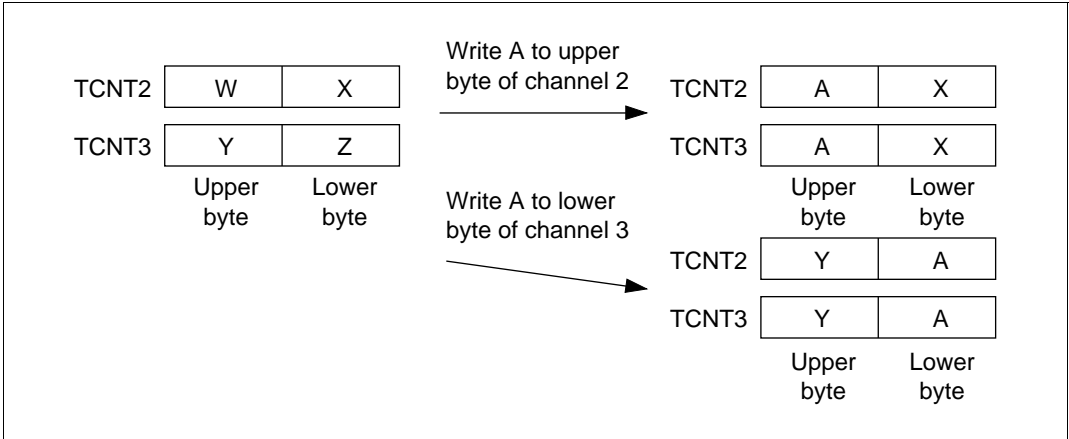 Write A to upper
byte of channel 2
TCNT2 W X
TCNT3 Y Z
Upper byte Lower byte
TCNT2 A X
TCNT3 A X
Upper byte Lower byte
Write A to lower
byte of channel 3
TCNT2 Y A
TCNT3 Y A
Upper byte Lower byte